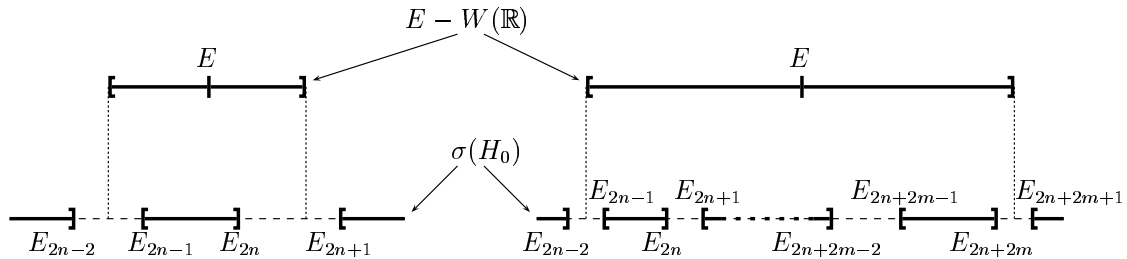 E − W(ℝ)
E E
σ(H₀)
E₂ₙ₋₁ E₂ₙ₊₁ E₂ₙ₊₂ₘ₋₁ E₂ₙ₊₂ₘ₊₁
E₂ₙ₋₂ E₂ₙ₋₁ E₂ₙ E₂ₙ₊₁ E₂ₙ₋₂ E₂ₙ E₂ₙ₊₂ₘ₋₂ E₂ₙ₊₂ₘ